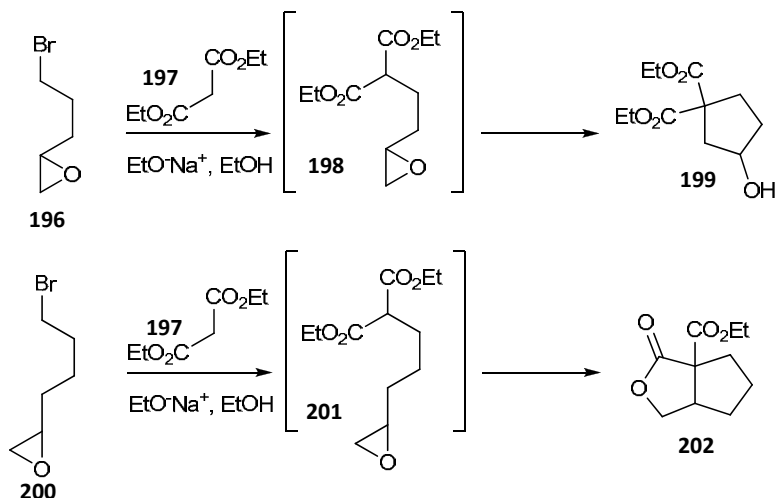 Br
197
CO₂Et
EtO₂C
EtO⁻Na⁺, EtOH
O
196
CO₂Et
EtO₂C
198
O
EtO₂C
EtO₂C
199
OH
Br
197
CO₂Et
EtO₂C
EtO⁻Na⁺, EtOH
O
200
CO₂Et
EtO₂C
201
O
O
CO₂Et
O
202